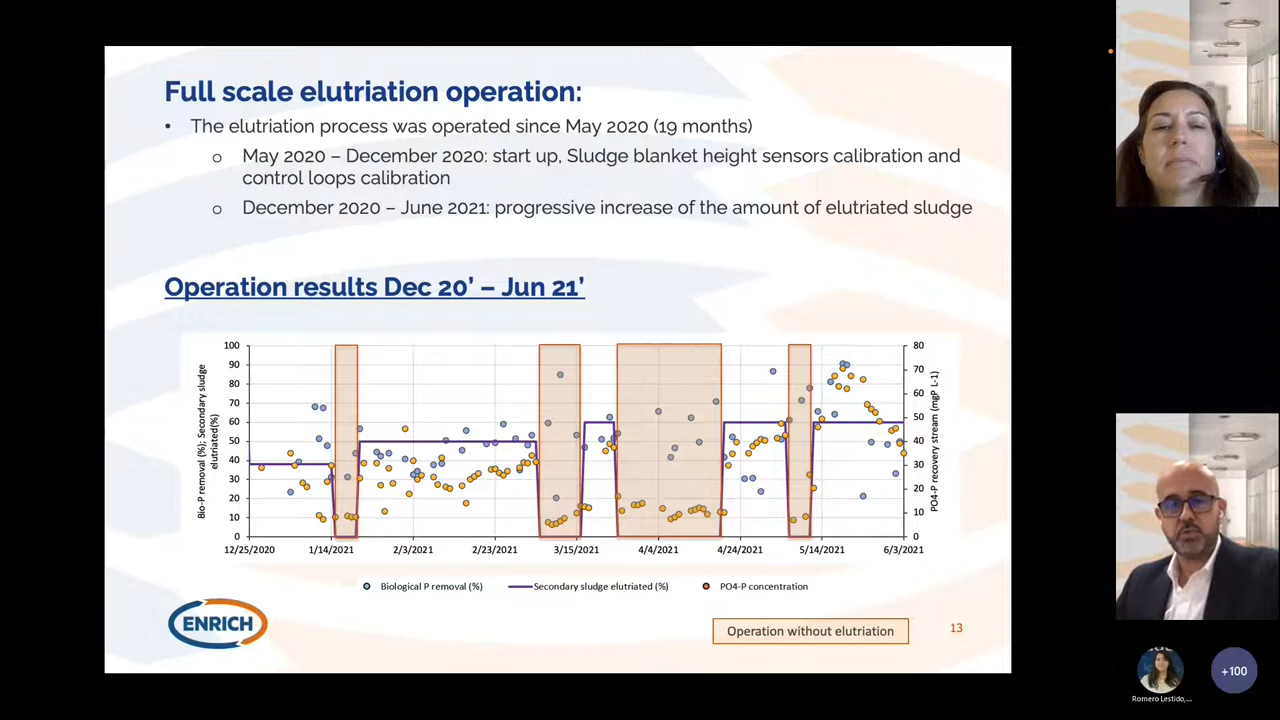 Full scale elutriation operation:
• The elutriation process was operated since May 2020 (19 months)
o May 2020 – December 2020: start up, Sludge blanket height sensors calibration and
control loops calibration
o December 2020 – June 2021: progressive increase of the amount of elutriated sludge
Operation results Dec 20' – Jun 21'
Bio-P removal (%); Secondary sludge
elutriated(%)
100
90
80
70
60
50
40
30
20
10
0
80
70
60
50
40
30
20
10
0
PO4-P recovery stream (mgP L-1)
12/25/2020 1/14/2021 2/3/2021 2/23/2021 3/15/2021 4/4/2021 4/24/2021 5/14/2021 6/3/2021
Biological P removal (%) Secondary sludge elutriated (%) PO4-P concentration
ENRICH
Operation without elutriation
13
Romero Lestido,...
+100